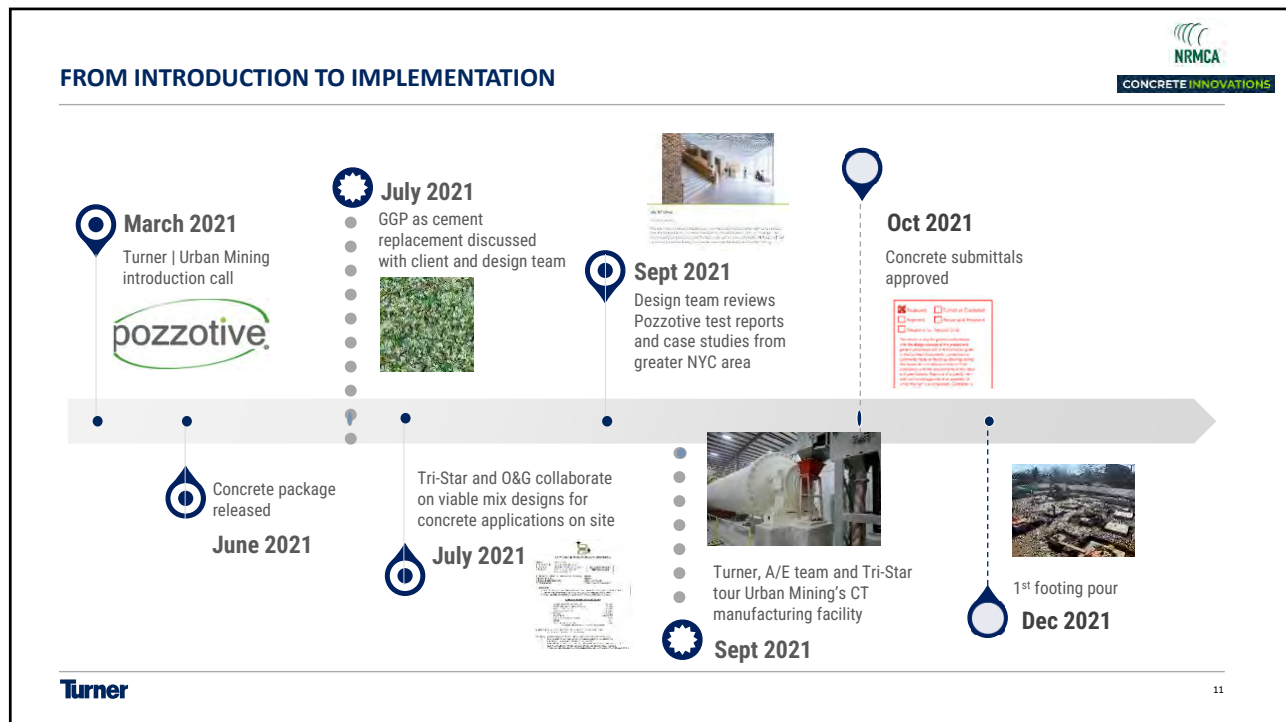 NRMCA
CONCRETE INNOVATIONS
FROM INTRODUCTION TO IMPLEMENTATION
March 2021
Turner | Urban Mining
introduction call
pozzotive
July 2021
GGP as cement
replacement discussed
with client and design team
Sept 2021
Design team reviews
Pozzotive test reports
and case studies from
greater NYC area
Oct 2021
Concrete submittals
approved
Concrete package
released
June 2021
Tri-Star and O&G collaborate
on viable mix designs for
concrete applications on site
July 2021
Turner, A/E team and Tri-Star
tour Urban Mining's CT
manufacturing facility
Sept 2021
1st footing pour
Dec 2021
Turner
11